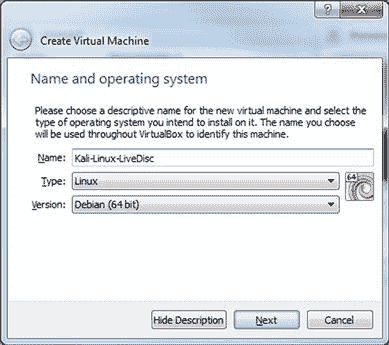 ?
Create Virtual Machine
Name and operating system
Please choose a descriptive name for the new virtual machine and select the
type of operating system you intend to install on it. The name you choose
will be used throughout VirtualBox to identify this machine.
Name: Kali-Linux-LiveDisc
Type: Linux
64
Version: Debian (64 bit)
Hide Description Next Cancel